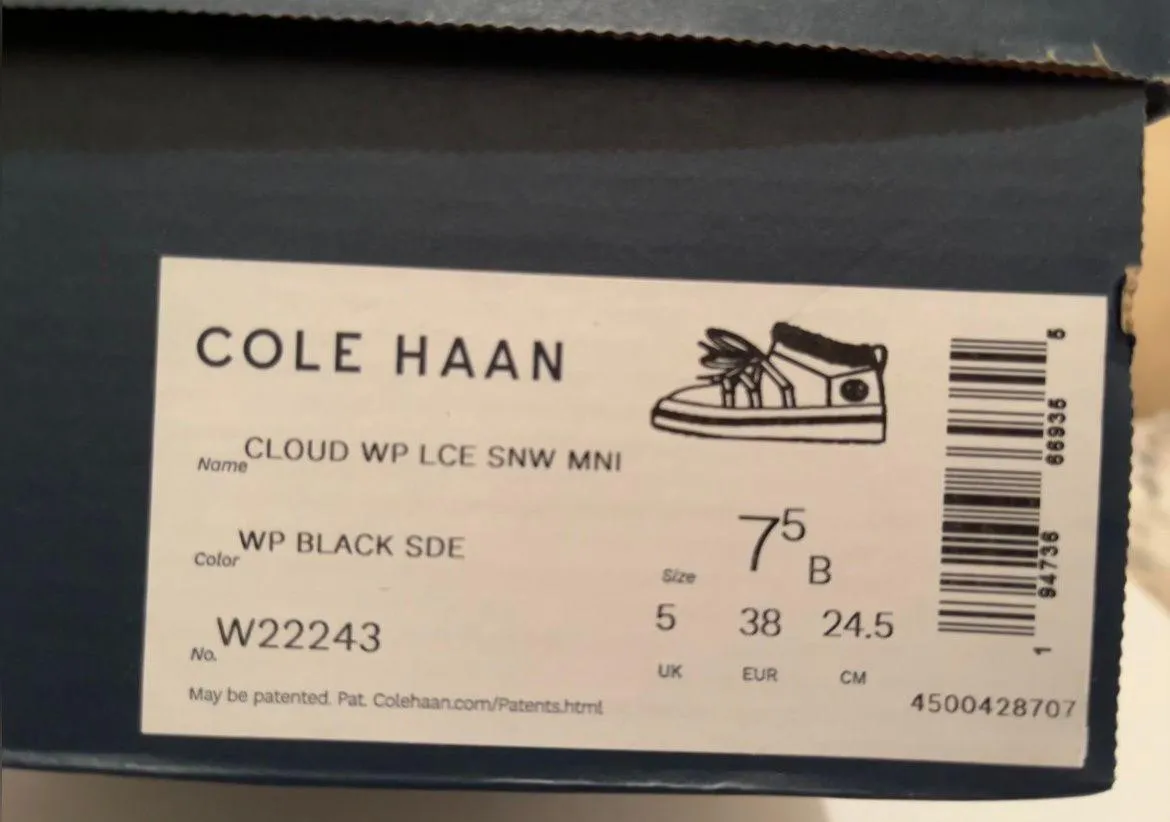 COLE HAAN
Name CLOUD WP LCE SNW MNI
Color WP BLACK SDE
Size 7⁵ B
5 38 24.5
UK EUR CM
No. W22243
May be patented. Pat. Colehaan.com/Patents.html
1 94736 66935 5
4500428707